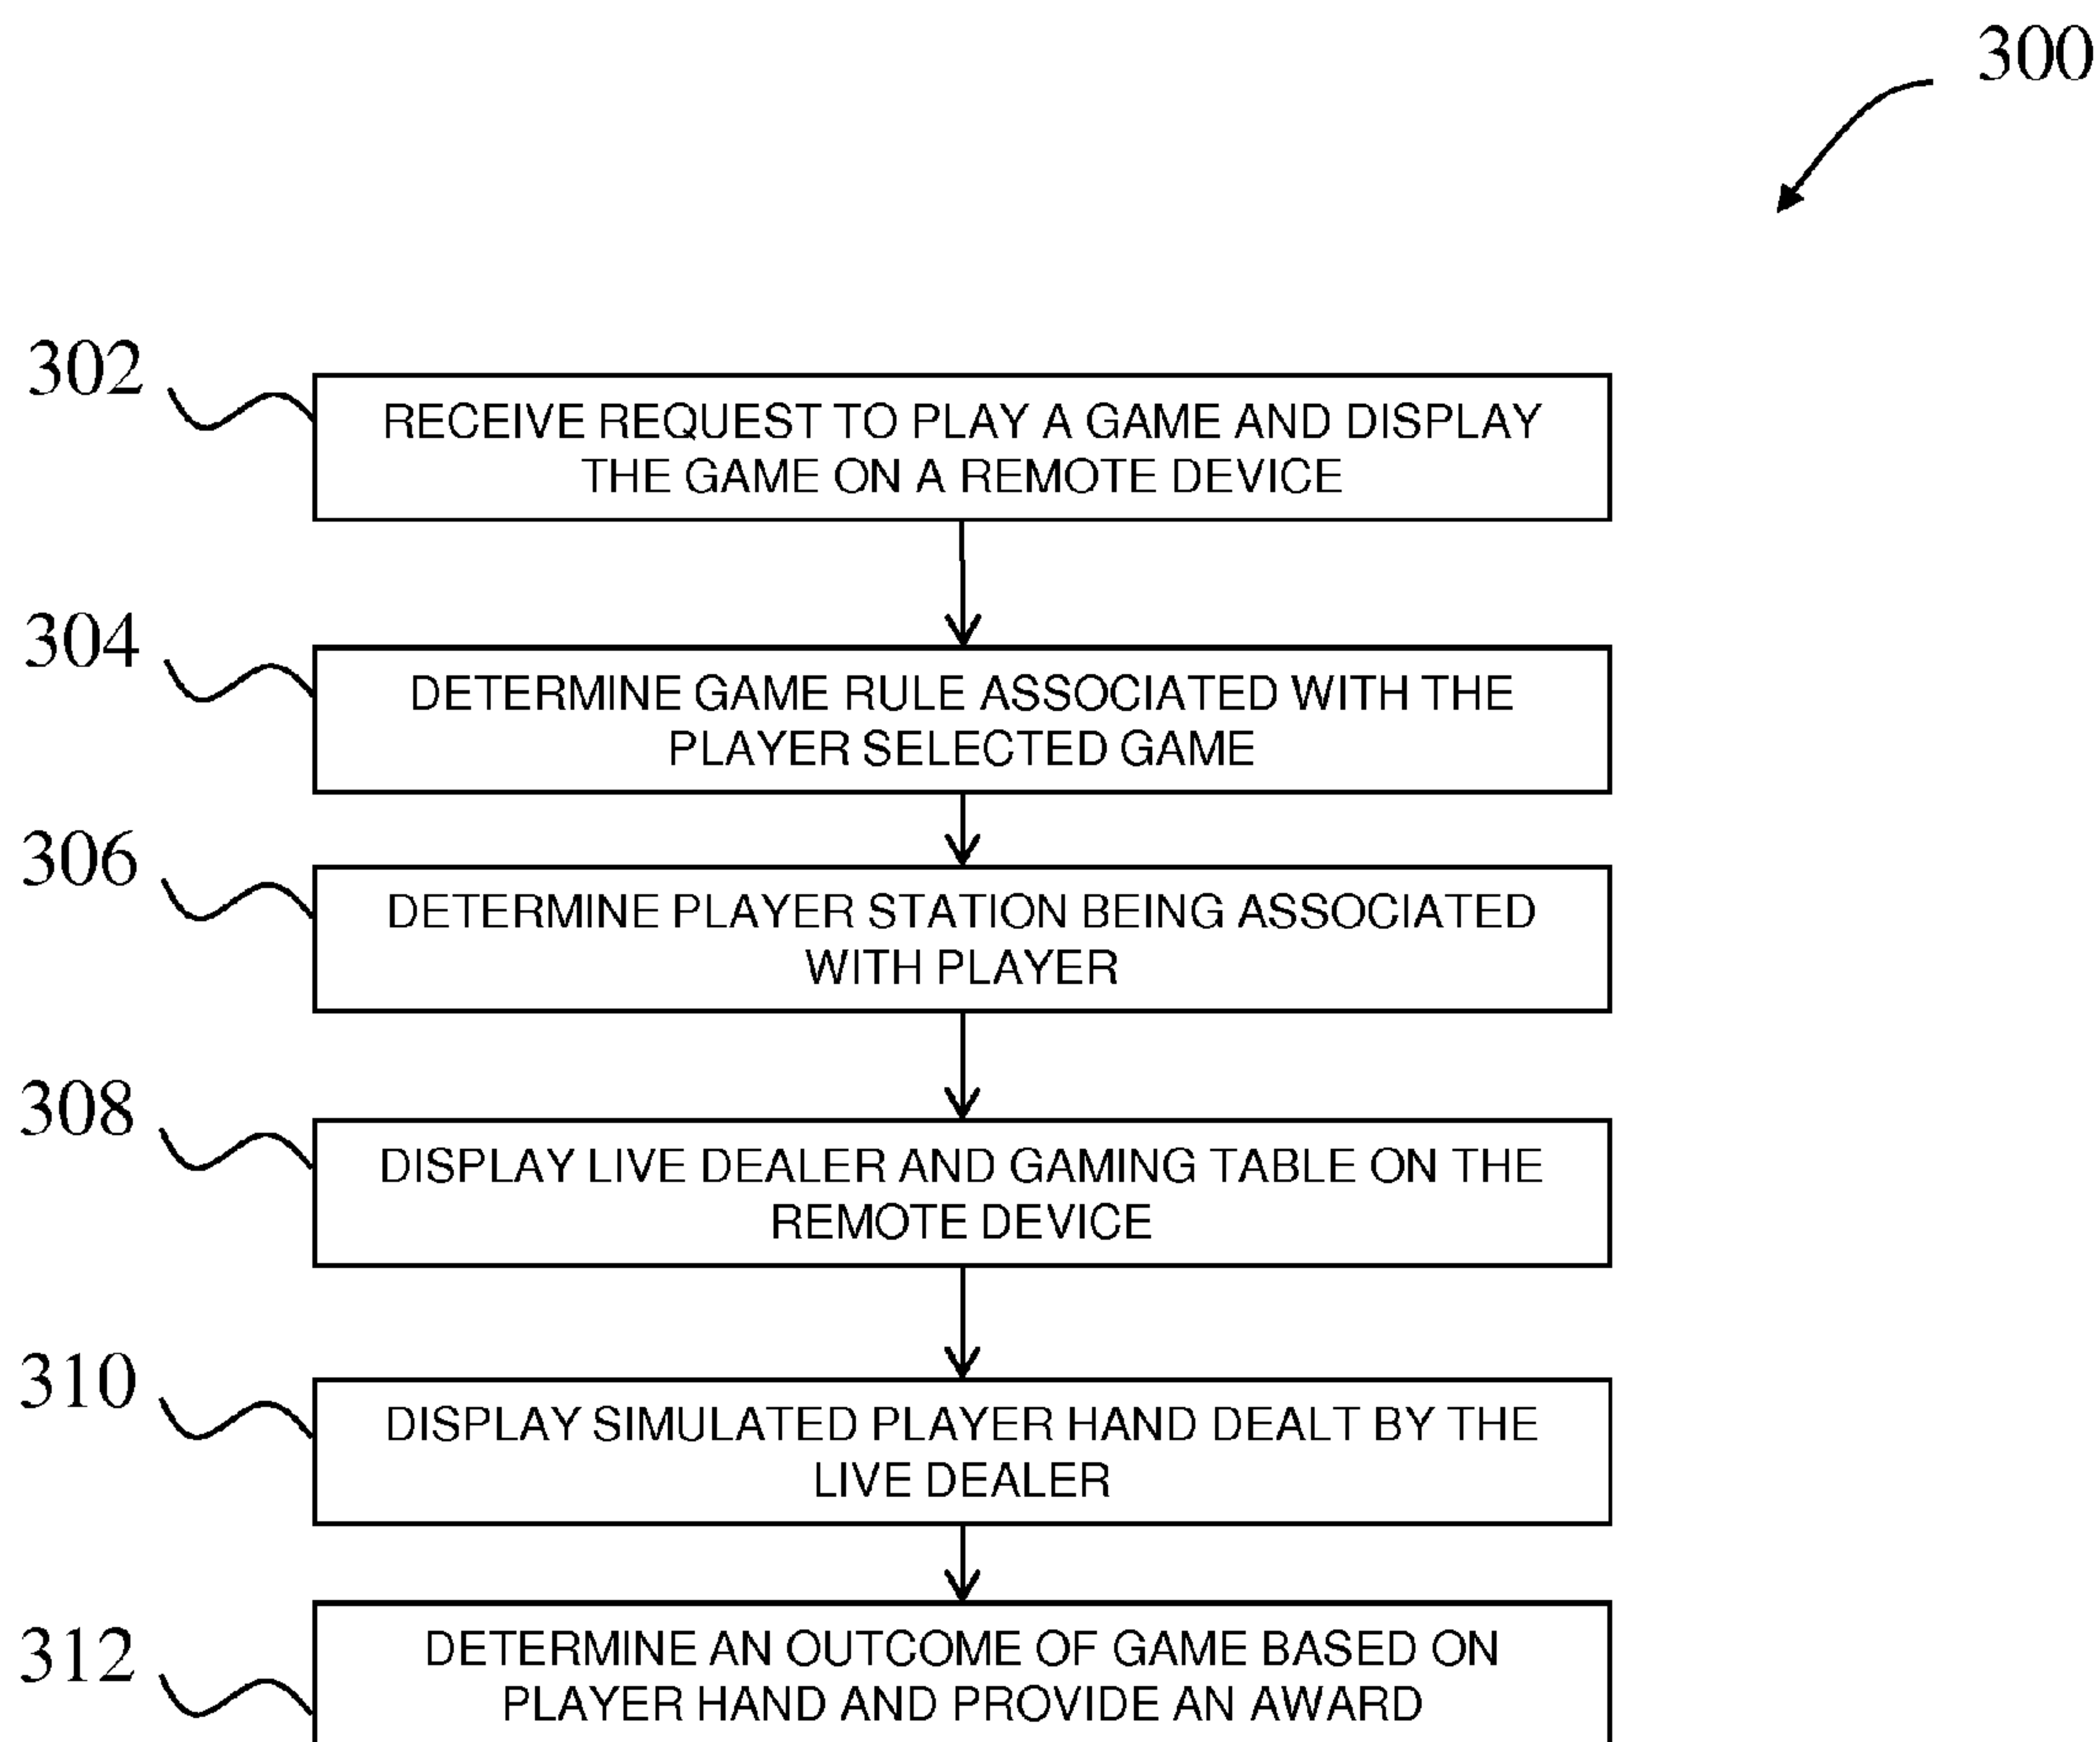 300
302
RECEIVE REQUEST TO PLAY A GAME AND DISPLAY
THE GAME ON A REMOTE DEVICE
304
DETERMINE GAME RULE ASSOCIATED WITH THE
PLAYER SELECTED GAME
306
DETERMINE PLAYER STATION BEING ASSOCIATED
WITH PLAYER
308
DISPLAY LIVE DEALER AND GAMING TABLE ON THE
REMOTE DEVICE
310
DISPLAY SIMULATED PLAYER HAND DEALT BY THE
LIVE DEALER
312
DETERMINE AN OUTCOME OF GAME BASED ON
PLAYER HAND AND PROVIDE AN AWARD